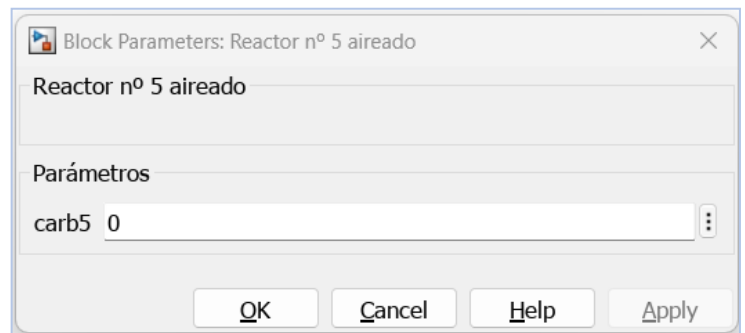 Block Parameters: Reactor nº 5 aireado
Reactor nº 5 aireado
Parámetros
carb5 0
OK Cancel Help Apply